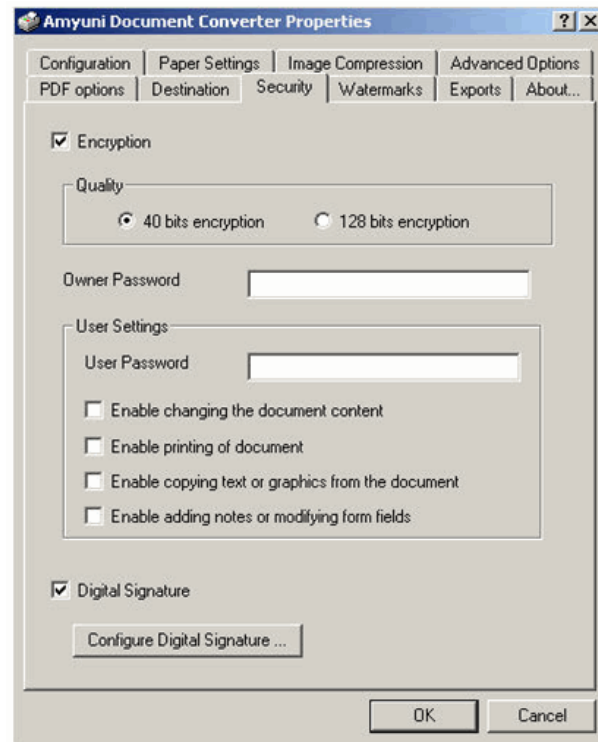 Amyuni Document Converter Properties
Configuration Paper Settings Image Compression Advanced Options
PDF options Destination Security Watermarks Exports About...
Encryption
Quality
40 bits encryption 128 bits encryption
Owner Password
User Settings
User Password
Enable changing the document content
Enable printing of document
Enable copying text or graphics from the document
Enable adding notes or modifying form fields
Digital Signature
Configure Digital Signature ...
OK Cancel